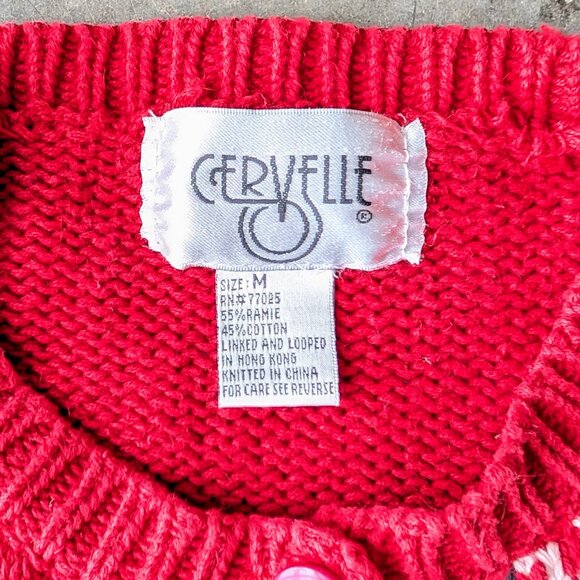 CERVELLE ®
SIZE: M
RN#77025
55%RAMIE
45%COTTON
LINKED AND LOOPED
IN HONG KONG
KNITTED IN CHINA
FOR CARE SEE REVERSE